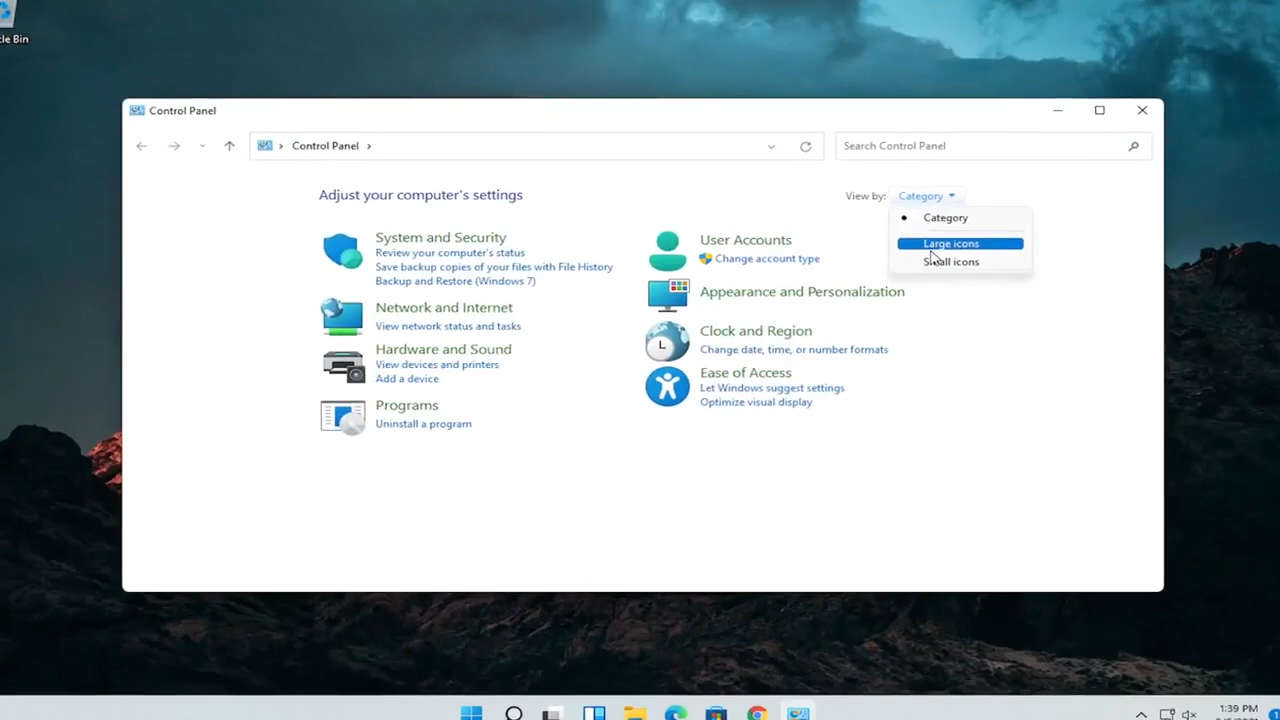 cle Bin
Control Panel
Control Panel
Search Control Panel
Adjust your computer's settings
View by: Category
Category
Large icons
Small icons
System and Security
Review your computer's status
Save backup copies of your files with File History
Backup and Restore (Windows 7)
Network and Internet
View network status and tasks
Hardware and Sound
View devices and printers
Add a device
Programs
Uninstall a program
User Accounts
Change account type
Appearance and Personalization
Clock and Region
Change date, time, or number formats
Ease of Access
Let Windows suggest settings
Optimize visual display
1:39 PM